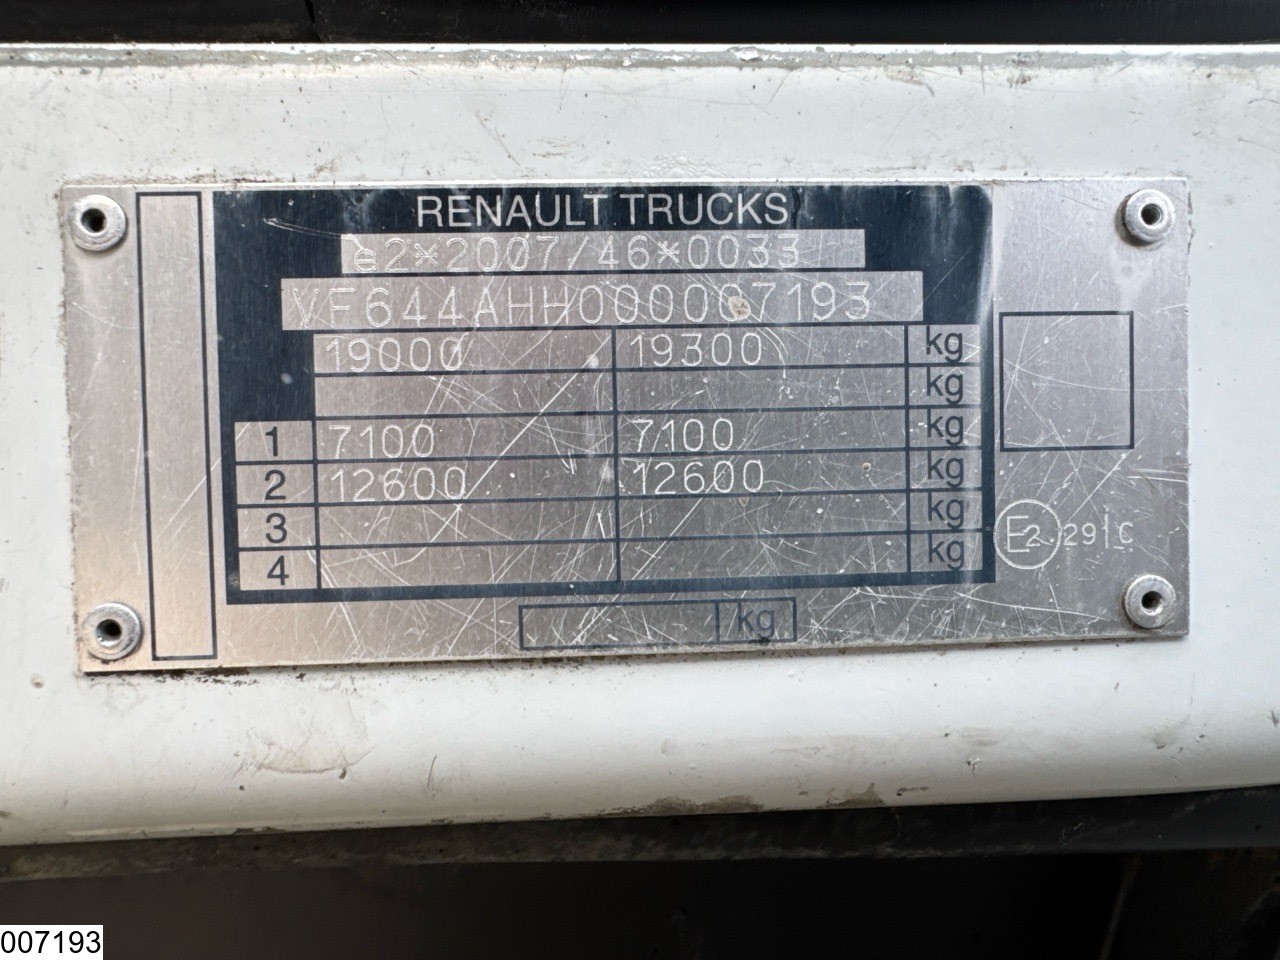 RENAULT TRUCKS
e2*2007/46*0033
VF644AHH000007193
19000 19300 kg
kg
1 7100 7100 kg
2 12600 12600 kg
3 kg
4 kg
kg
E2 291C
007193